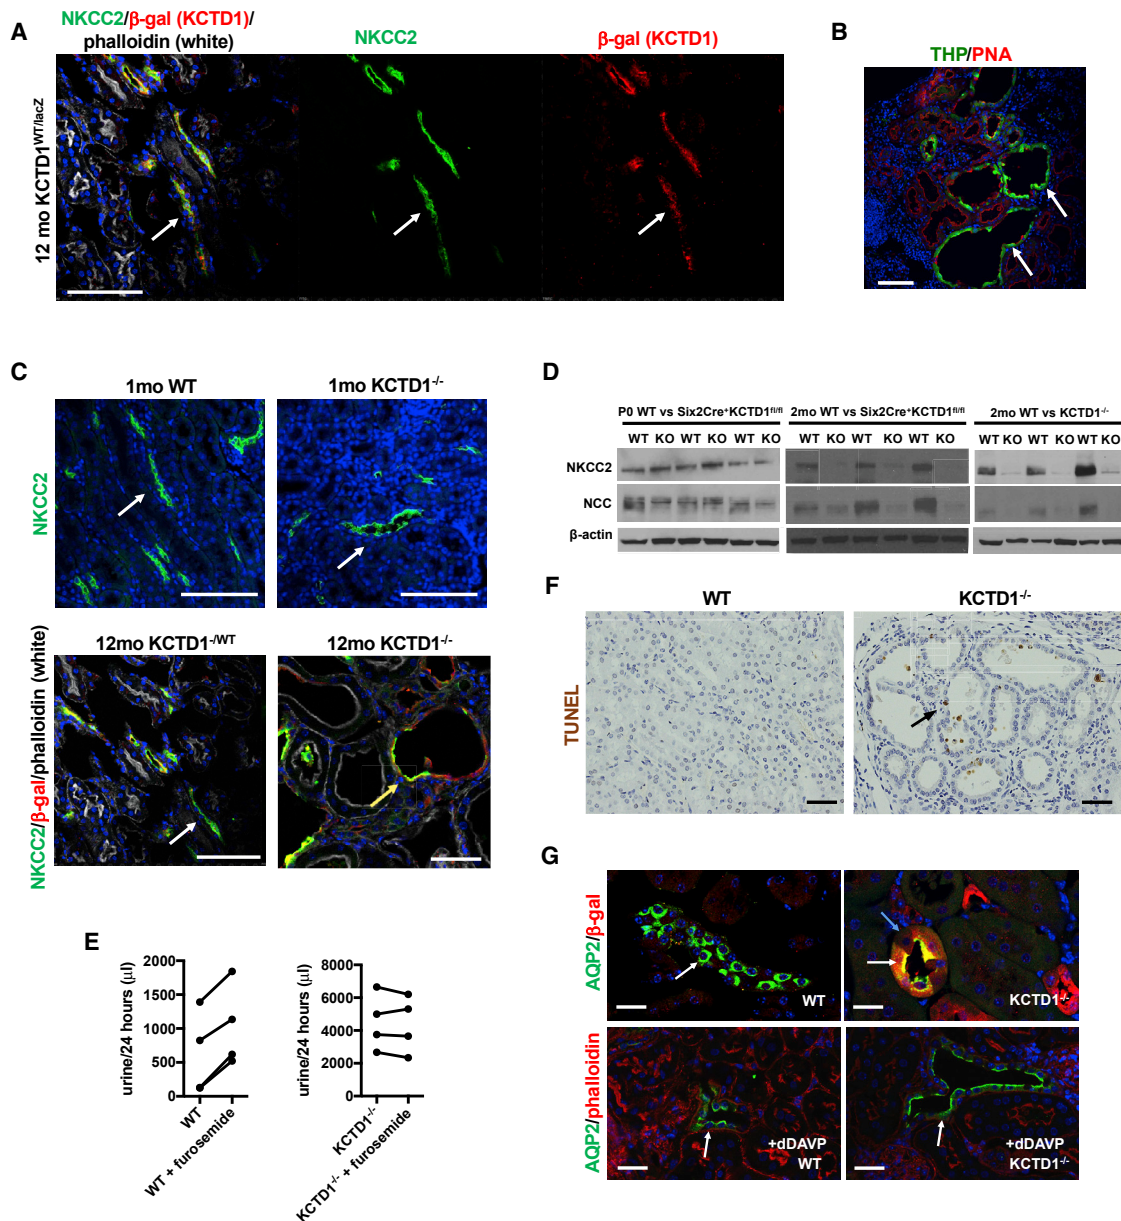 A
NKCC2/β-gal (KCTD1)/
phalloidin (white)
NKCC2
β-gal (KCTD1)
12 mo KCTD1WT/lacZ
B
THP/PNA
C
1mo WT
1mo KCTD1-/-
NKCC2
12mo KCTD1-/WT
12mo KCTD1-/-
NKCC2/β-gal/phalloidin (white)
D
P0 WT vs Six2Cre+KCTD1fl/fl
2mo WT vs Six2Cre+KCTD1fl/fl
2mo WT vs KCTD1-/-
WT KO WT KO WT KO
WT KO WT KO WT KO
WT KO WT KO WT KO
NKCC2
NCC
β-actin
E
urine/24 hours (µl)
2000
1500
1000
500
0
WT
WT + furosemide
urine/24 hours (µl)
8000
6000
4000
2000
0
KCTD1-/-
KCTD1-/- + furosemide
F
WT
KCTD1-/-
TUNEL
G
AQP2/β-gal
WT
KCTD1-/-
AQP2/phalloidin
+dDAVP
WT
+dDAVP
KCTD1-/-